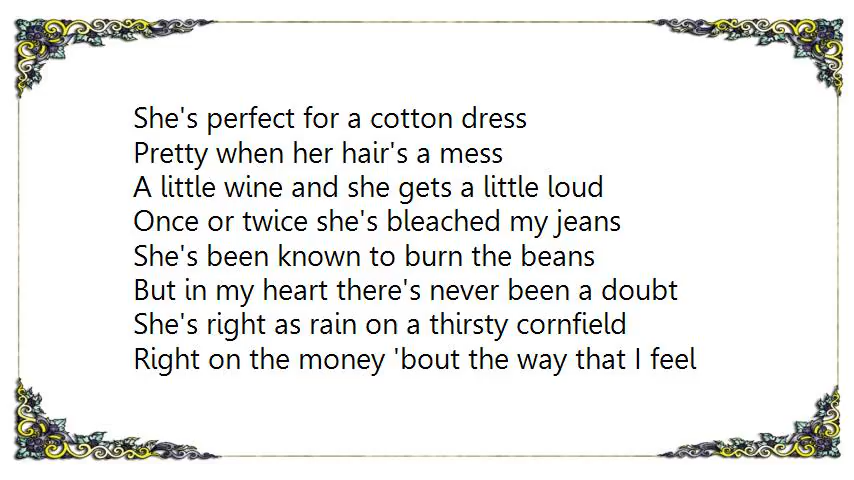 She's perfect for a cotton dress
Pretty when her hair's a mess
A little wine and she gets a little loud
Once or twice she's bleached my jeans
She's been known to burn the beans
But in my heart there's never been a doubt
She's right as rain on a thirsty cornfield
Right on the money 'bout the way that I feel